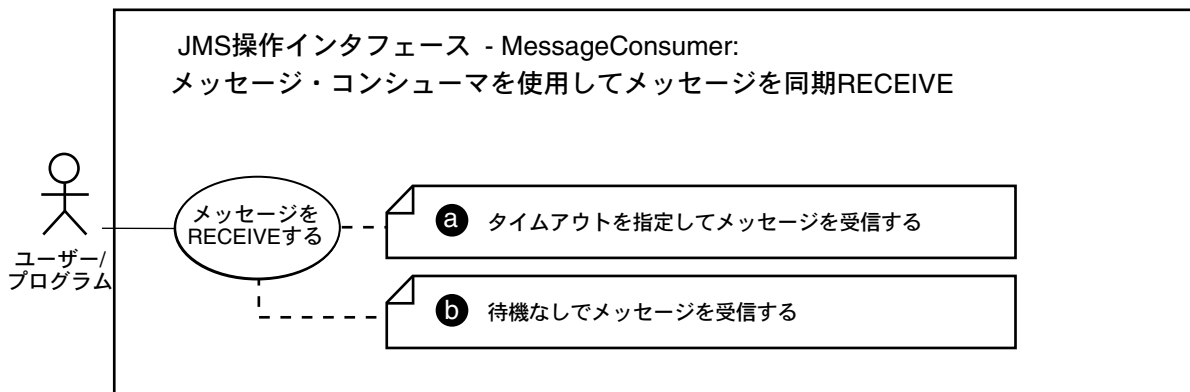 JMS操作インタフェース - MessageConsumer:
メッセージ・コンシューマを使用してメッセージを同期RECEIVE
メッセージを
RECEIVEする
a タイムアウトを指定してメッセージを受信する
ユーザー/
プログラム
b 待機なしでメッセージを受信する